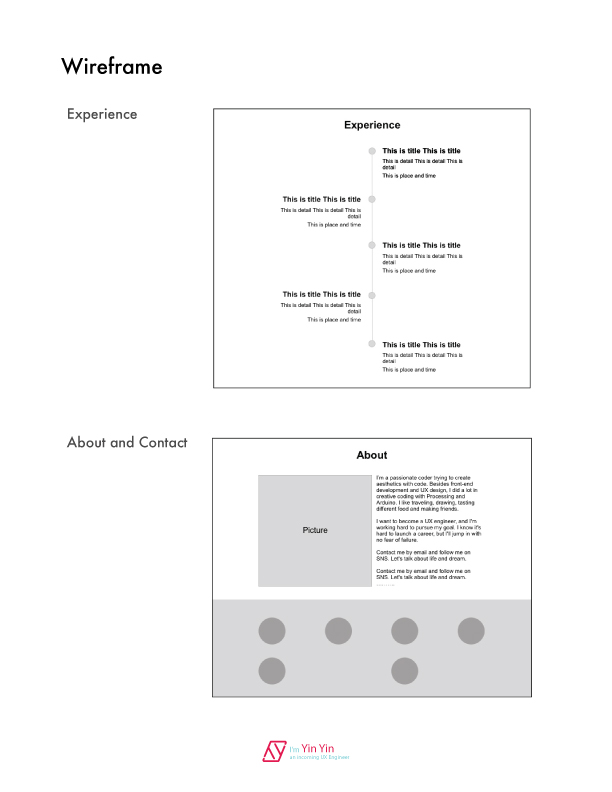 Wireframe
Experience
Experience
This is title This is title
This is detail This is detail This is
detail
This is place and time
This is title This is title
This is detail This is detail This is
detail
This is place and time
This is title This is title
This is detail This is detail This is
detail
This is place and time
This is title This is title
This is detail This is detail This is
detail
This is place and time
This is title This is title
This is detail This is detail This is
detail
This is place and time
About and Contact
About
Picture
I'm a passionate coder trying to create
aesthetics with code. Besides front-end
development and UX design, I did a lot in
creative coding with Processing and
Arduino. I like traveling, drawing, tasting
different food and making friends.
I want to become a UX engineer, and I'm
working hard to pursue my goal. I know it's
hard to launch a career, but I'll jump in with
no fear of failure.
Contact me by email and follow me on
SNS. Let's talk about life and dream.
Contact me by email and follow me on
SNS. Let's talk about life and dream.
........
I'm Yin Yin
an incoming UX Engineer